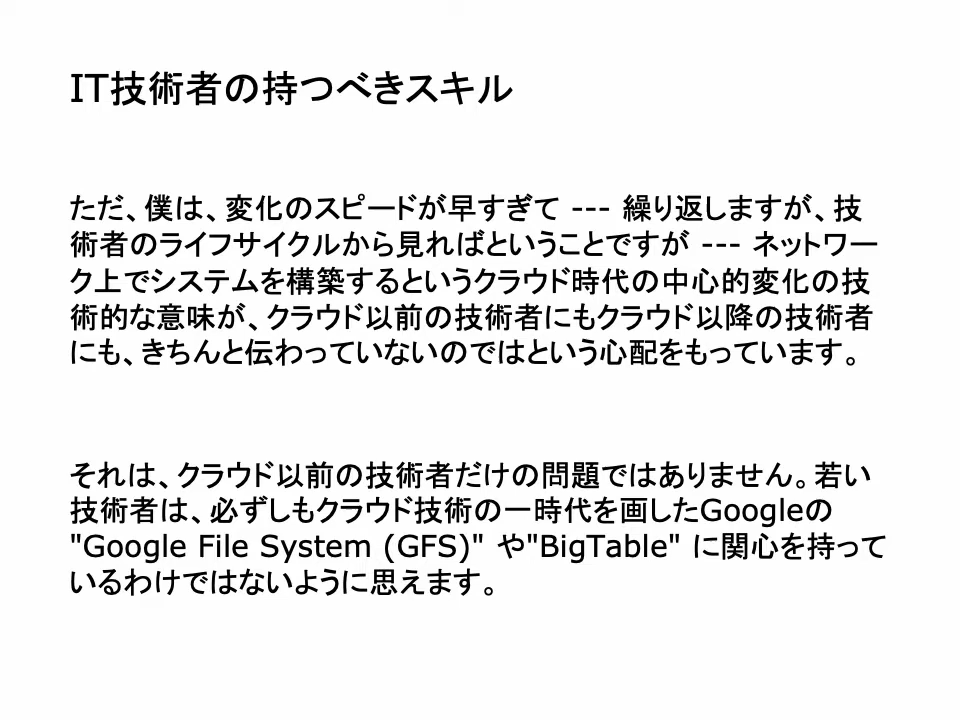 IT技術者の持つべきスキル
ただ、僕は、変化のスピードが早すぎて --- 繰り返しますが、技
術者のライフサイクルから見ればということですが --- ネットワー
ク上でシステムを構築するというクラウド時代の中心的変化の技
術的な意味が、クラウド以前の技術者にもクラウド以降の技術者
にも、きちんと伝わっていないのではという心配をもっています。
それは、クラウド以前の技術者だけの問題ではありません。若い
技術者は、必ずしもクラウド技術の一時代を画したGoogleの
"Google File System (GFS)" や"BigTable" に関心を持って
いるわけではないように思えます。